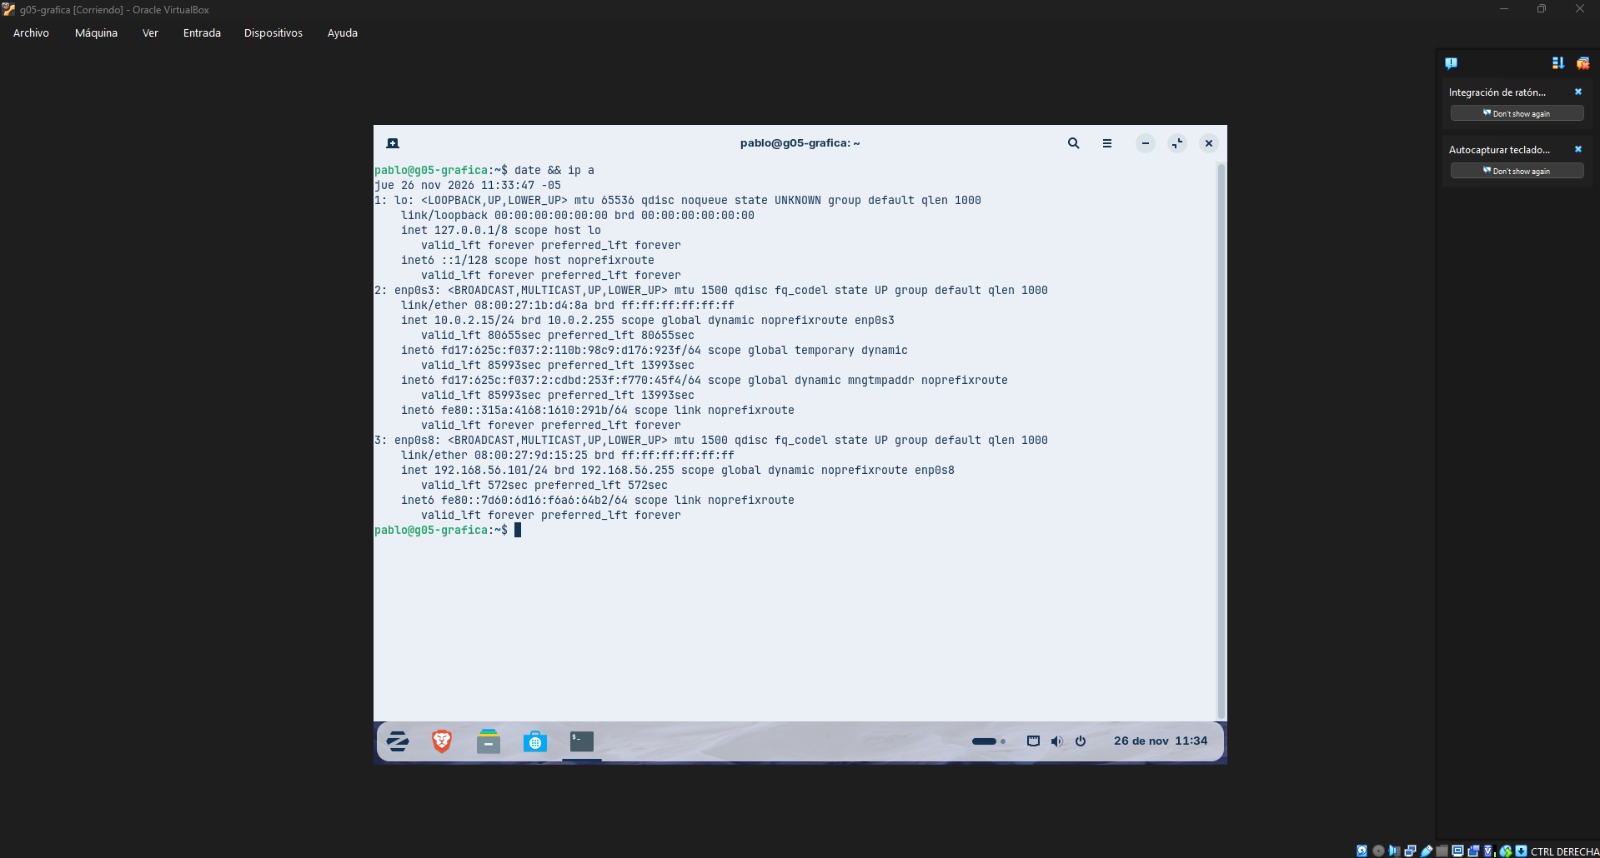 g05-grafica [Corriendo] - Oracle VirtualBox
Archivo Máquina Ver Entrada Dispositivos Ayuda
Integración de ratón...
Don't show again
Autocapturar teclado...
Don't show again
pablo@g05-grafica: ~
pablo@g05-grafica:~$ date && ip a
jue 26 nov 2026 11:33:47 -05
1: lo: <LOOPBACK,UP,LOWER_UP> mtu 65536 qdisc noqueue state UNKNOWN group default qlen 1000
    link/loopback 00:00:00:00:00:00 brd 00:00:00:00:00:00
    inet 127.0.0.1/8 scope host lo
       valid_lft forever preferred_lft forever
    inet6 ::1/128 scope host noprefixroute
       valid_lft forever preferred_lft forever
2: enp0s3: <BROADCAST,MULTICAST,UP,LOWER_UP> mtu 1500 qdisc fq_codel state UP group default qlen 1000
    link/ether 08:00:27:1b:d4:8a brd ff:ff:ff:ff:ff:ff
    inet 10.0.2.15/24 brd 10.0.2.255 scope global dynamic noprefixroute enp0s3
       valid_lft 80655sec preferred_lft 80655sec
    inet6 fd17:625c:f037:2:110b:98c9:d176:923f/64 scope global temporary dynamic
       valid_lft 85993sec preferred_lft 13993sec
    inet6 fd17:625c:f037:2:cdbd:253f:f770:45f4/64 scope global dynamic mngtmpaddr noprefixroute
       valid_lft 85993sec preferred_lft 13993sec
    inet6 fe80::315a:4168:1610:291b/64 scope link noprefixroute
       valid_lft forever preferred_lft forever
3: enp0s8: <BROADCAST,MULTICAST,UP,LOWER_UP> mtu 1500 qdisc fq_codel state UP group default qlen 1000
    link/ether 08:00:27:9d:15:25 brd ff:ff:ff:ff:ff:ff
    inet 192.168.56.101/24 brd 192.168.56.255 scope global dynamic noprefixroute enp0s8
       valid_lft 572sec preferred_lft 572sec
    inet6 fe80::7d60:6d16:f6a6:64b2/64 scope link noprefixroute
       valid_lft forever preferred_lft forever
pablo@g05-grafica:~$
26 de nov 11:34
CTRL DERECHA